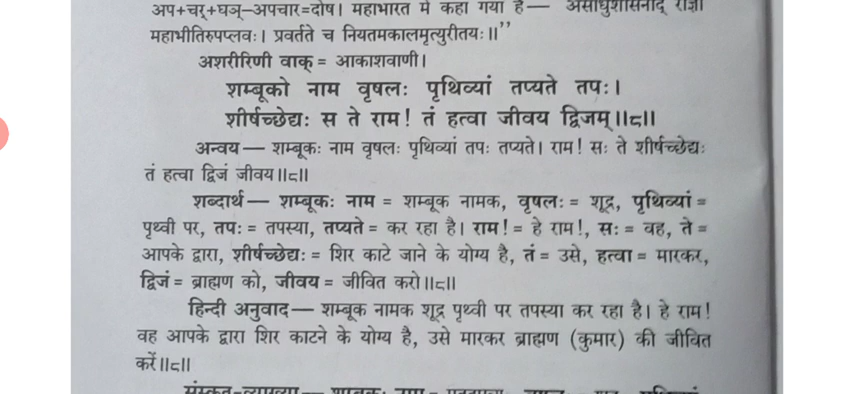 अप+चर्+घञ्–अपचार=दोष। महाभारत में कहा गया है— असाधुशासनाद् राज्ञो
महाभीतिरुपप्लवः। प्रवर्तते च नियतमकालमृत्युरीतयः॥’’
अशरीरिणी वाक् = आकाशवाणी।
शम्बूको नाम वृषलः पृथिव्यां तप्यते तपः।
शीर्षच्छेद्यः स ते राम! तं हत्वा जीवय द्विजम्॥८॥
अन्वय— शम्बूकः नाम वृषलः पृथिव्यां तपः तप्यते। राम! सः ते शीर्षच्छेद्यः
तं हत्वा द्विजं जीवय॥८॥
शब्दार्थ— शम्बूकः नाम = शम्बूक नामक, वृषलः = शूद्र, पृथिव्यां =
पृथ्वी पर, तपः = तपस्या, तप्यते = कर रहा है। राम! = हे राम!, सः = वह, ते =
आपके द्वारा, शीर्षच्छेद्यः = शिर काटे जाने के योग्य है, तं = उसे, हत्वा = मारकर,
द्विजं = ब्राह्मण को, जीवय = जीवित करो॥८॥
हिन्दी अनुवाद— शम्बूक नामक शूद्र पृथ्वी पर तपस्या कर रहा है। हे राम!
वह आपके द्वारा शिर काटने के योग्य है, उसे मारकर ब्राह्मण (कुमार) की जीवित
करें॥८॥
संस्कृत-व्याख्या—